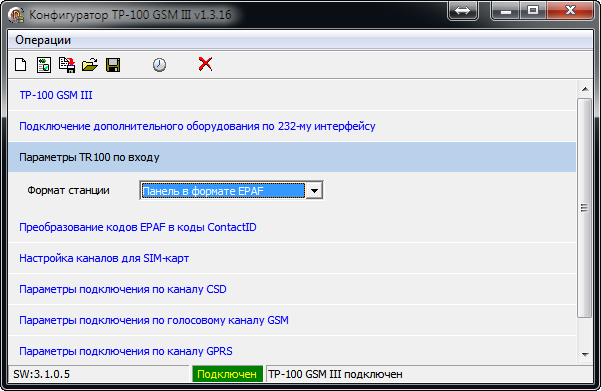 Конфигуратор TP-100 GSM III v1.3.16
Операции
TP-100 GSM III
Подключение дополнительного оборудования по 232-му интерфейсу
Параметры TR100 по входу
Формат станции Панель в формате EPAF
Преобразование кодов EPAF в коды ContactID
Настройка каналов для SIM-карт
Параметры подключения по каналу CSD
Параметры подключения по голосовому каналу GSM
Параметры подключения по каналу GPRS
SW:3.1.0.5 Подключен TP-100 GSM III подключен